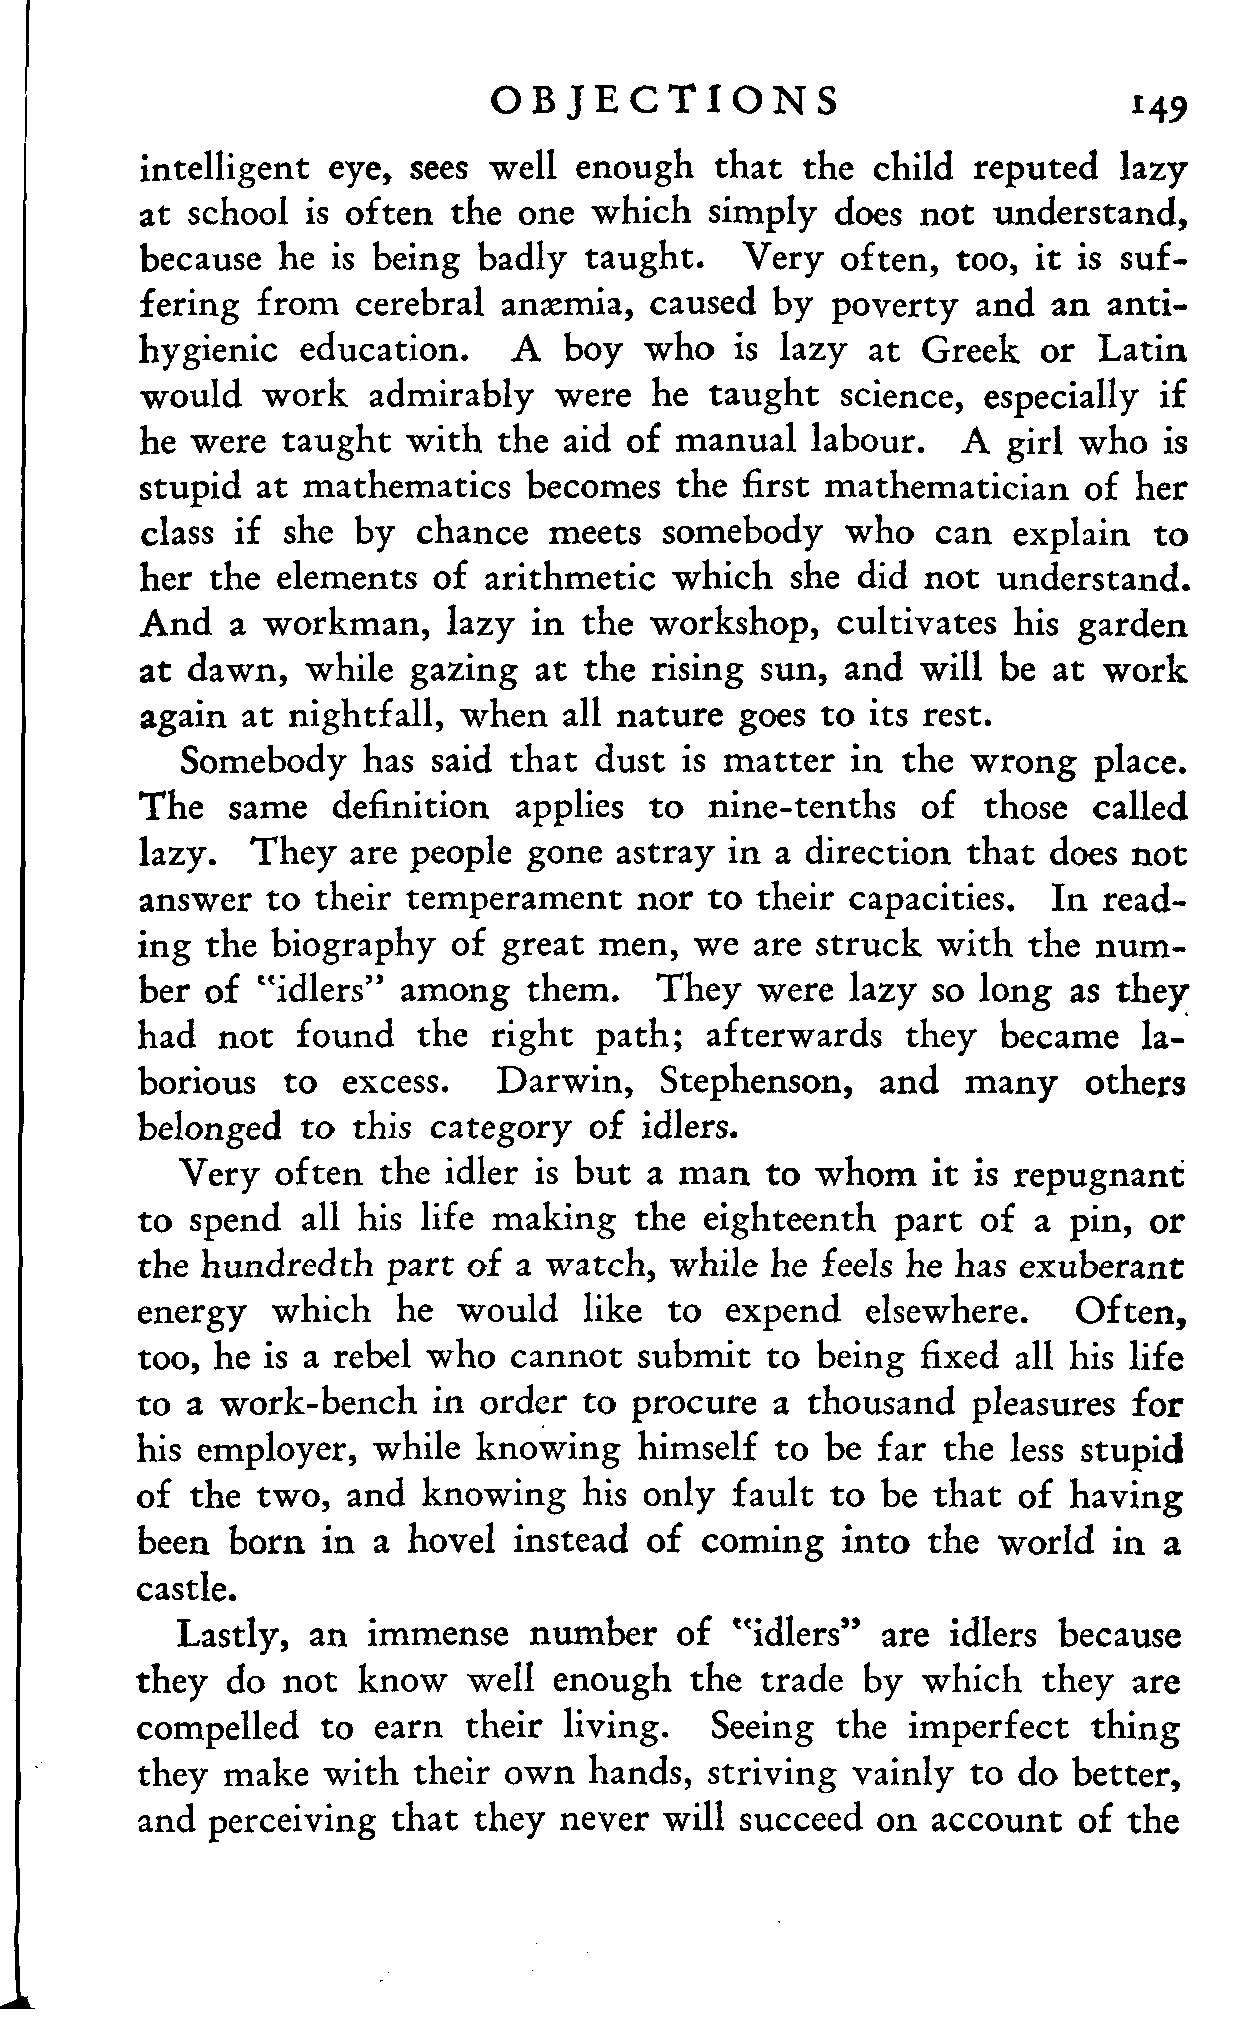 OBJECTIONS 149
intelligent eye, sees well enough that the child reputed lazy
at school is often the one which simply does not understand,
because he is being badly taught. Very often, too, it is suf-
fering from cerebral anæmia, caused by poverty and an anti-
hygienic education. A boy who is lazy at Greek or Latin
would work admirably were he taught science, especially if
he were taught with the aid of manual labour. A girl who is
stupid at mathematics becomes the first mathematician of her
class if she by chance meets somebody who can explain to
her the elements of arithmetic which she did not understand.
And a workman, lazy in the workshop, cultivates his garden
at dawn, while gazing at the rising sun, and will be at work
again at nightfall, when all nature goes to its rest.
Somebody has said that dust is matter in the wrong place.
The same definition applies to nine-tenths of those called
lazy. They are people gone astray in a direction that does not
answer to their temperament nor to their capacities. In read-
ing the biography of great men, we are struck with the num-
ber of "idlers" among them. They were lazy so long as they
had not found the right path; afterwards they became la-
borious to excess. Darwin, Stephenson, and many others
belonged to this category of idlers.
Very often the idler is but a man to whom it is repugnant
to spend all his life making the eighteenth part of a pin, or
the hundredth part of a watch, while he feels he has exuberant
energy which he would like to expend elsewhere. Often,
too, he is a rebel who cannot submit to being fixed all his life
to a work-bench in order to procure a thousand pleasures for
his employer, while knowing himself to be far the less stupid
of the two, and knowing his only fault to be that of having
been born in a hovel instead of coming into the world in a
castle.
Lastly, an immense number of "idlers" are idlers because
they do not know well enough the trade by which they are
compelled to earn their living. Seeing the imperfect thing
they make with their own hands, striving vainly to do better,
and perceiving that they never will succeed on account of the